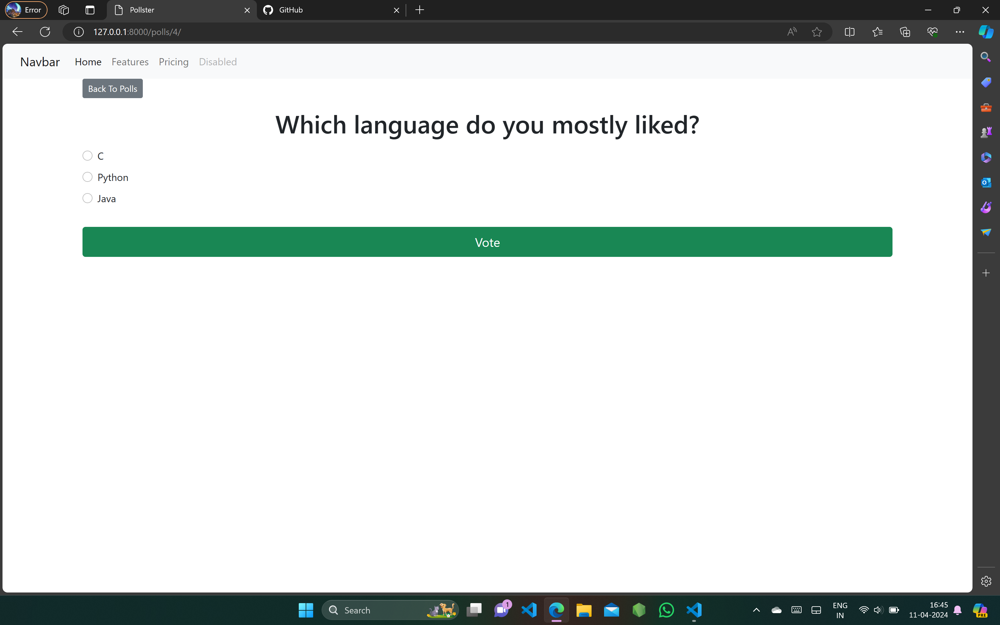 Error
Pollster
GitHub
127.0.0.1:8000/polls/4/
Navbar Home Features Pricing Disabled
Back To Polls
Which language do you mostly liked?
C
Python
Java
Vote
Search
1
ENG
IN
16:45
11-04-2024
PRE